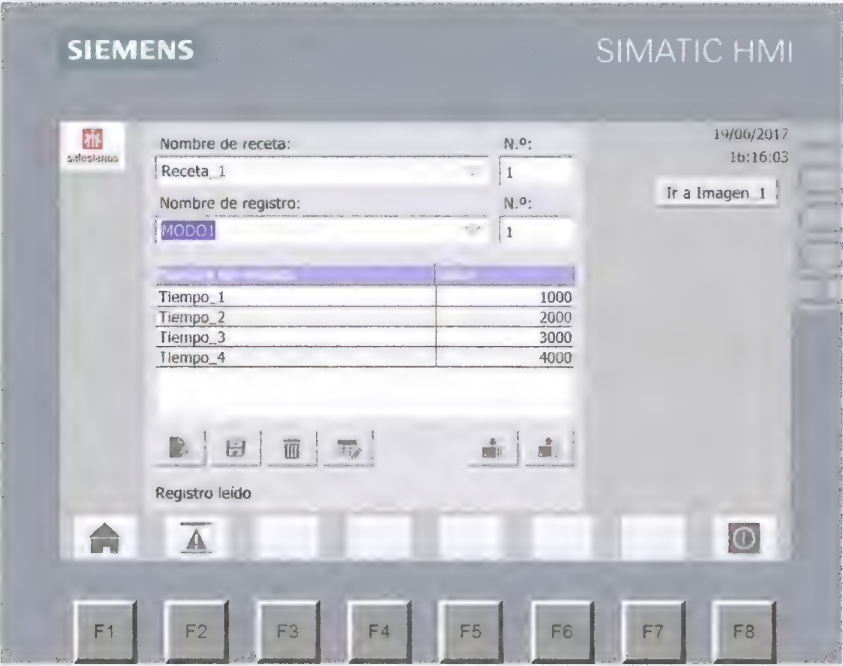 SIEMENS
SIMATIC HMI
salesianos
19/06/2017
16:16:03
Nombre de receta:
N.º:
Receta_1
1
Ir a Imagen_1
Nombre de registro:
N.º:
MODO1
1
Tiempo_1 1000
Tiempo_2 2000
Tiempo_3 3000
Tiempo_4 4000
Registro leído
F1 F2 F3 F4 F5 F6 F7 F8